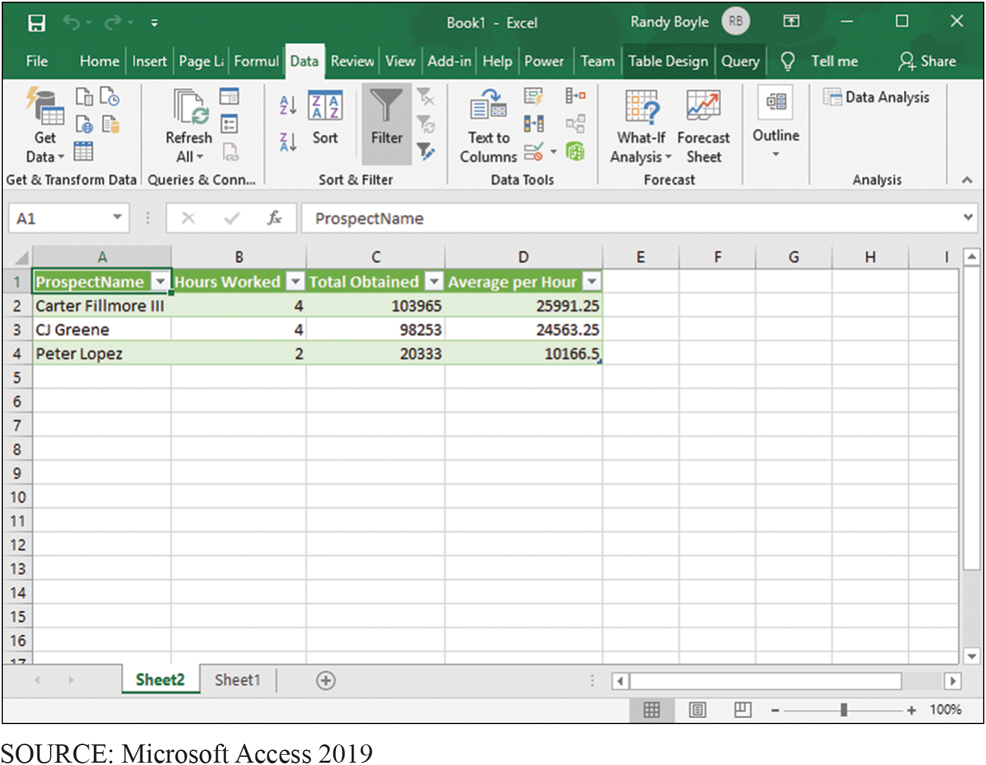 Book1 - Excel
Randy Boyle RB
File Home Insert Page Li Formul Data Review View Add-in Help Power Team Table Design Query Tell me Share
Get Data
Refresh All
Sort
Filter
Text to Columns
What-If Analysis
Forecast Sheet
Outline
Data Analysis
Get & Transform Data Queries & Conn... Sort & Filter Data Tools Forecast Analysis
A1 fx ProspectName
A B C D E F G H I
1 ProspectName Hours Worked Total Obtained Average per Hour
2 Carter Fillmore III 4 103965 25991.25
3 CJ Greene 4 98253 24563.25
4 Peter Lopez 2 20333 10166.5
5
6
7
8
9
10
11
12
13
14
15
16
17
Sheet2 Sheet1
100%
SOURCE: Microsoft Access 2019